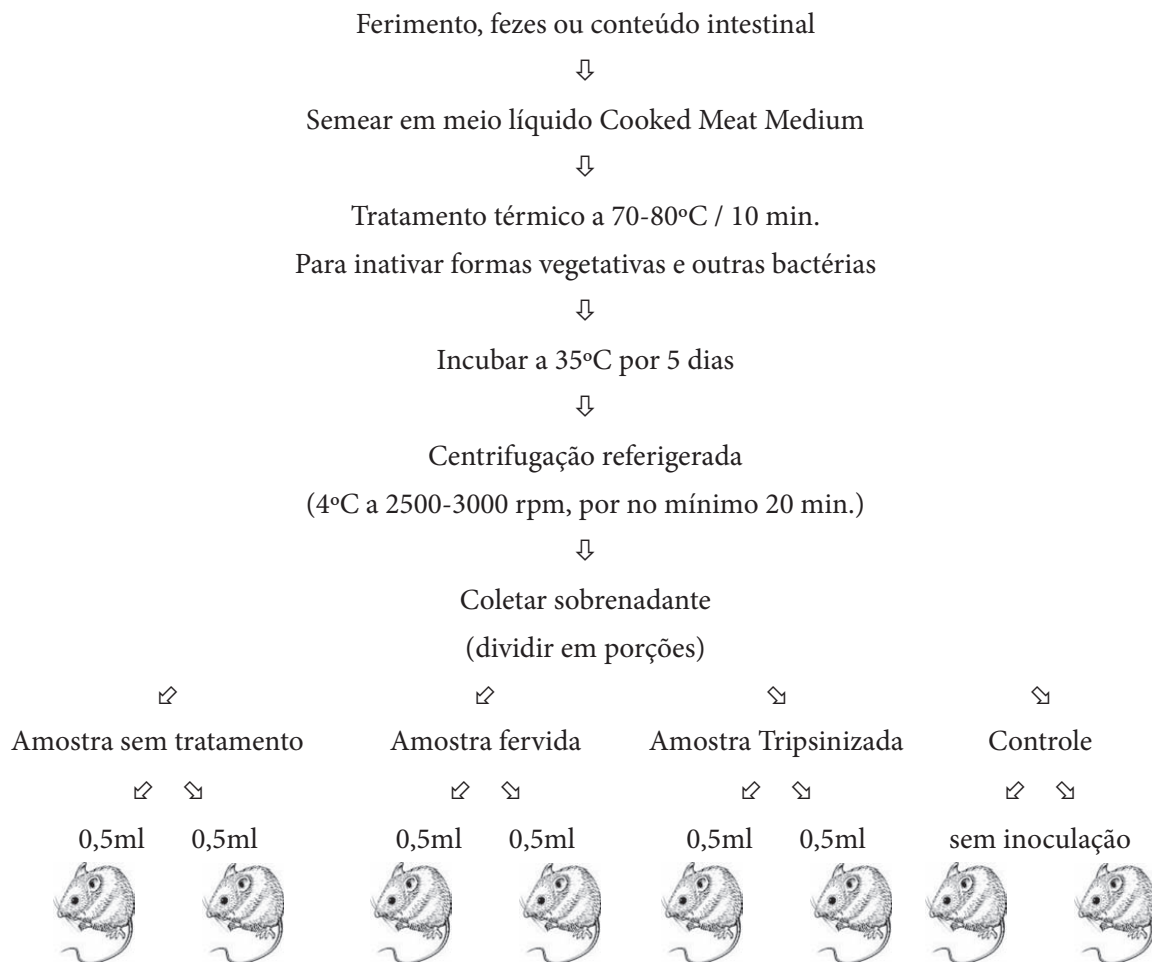 Ferimento, fezes ou conteúdo intestinal
Semear em meio líquido Cooked Meat Medium
Tratamento térmico a 70-80ºC / 10 min.
Para inativar formas vegetativas e outras bactérias
Incubar a 35ºC por 5 dias
Centrifugação referigerada
(4ºC a 2500-3000 rpm, por no mínimo 20 min.)
Coletar sobrenadante
(dividir em porções)
Amostra sem tratamento Amostra fervida Amostra Tripsinizada Controle
0,5ml 0,5ml 0,5ml 0,5ml 0,5ml 0,5ml sem inoculação